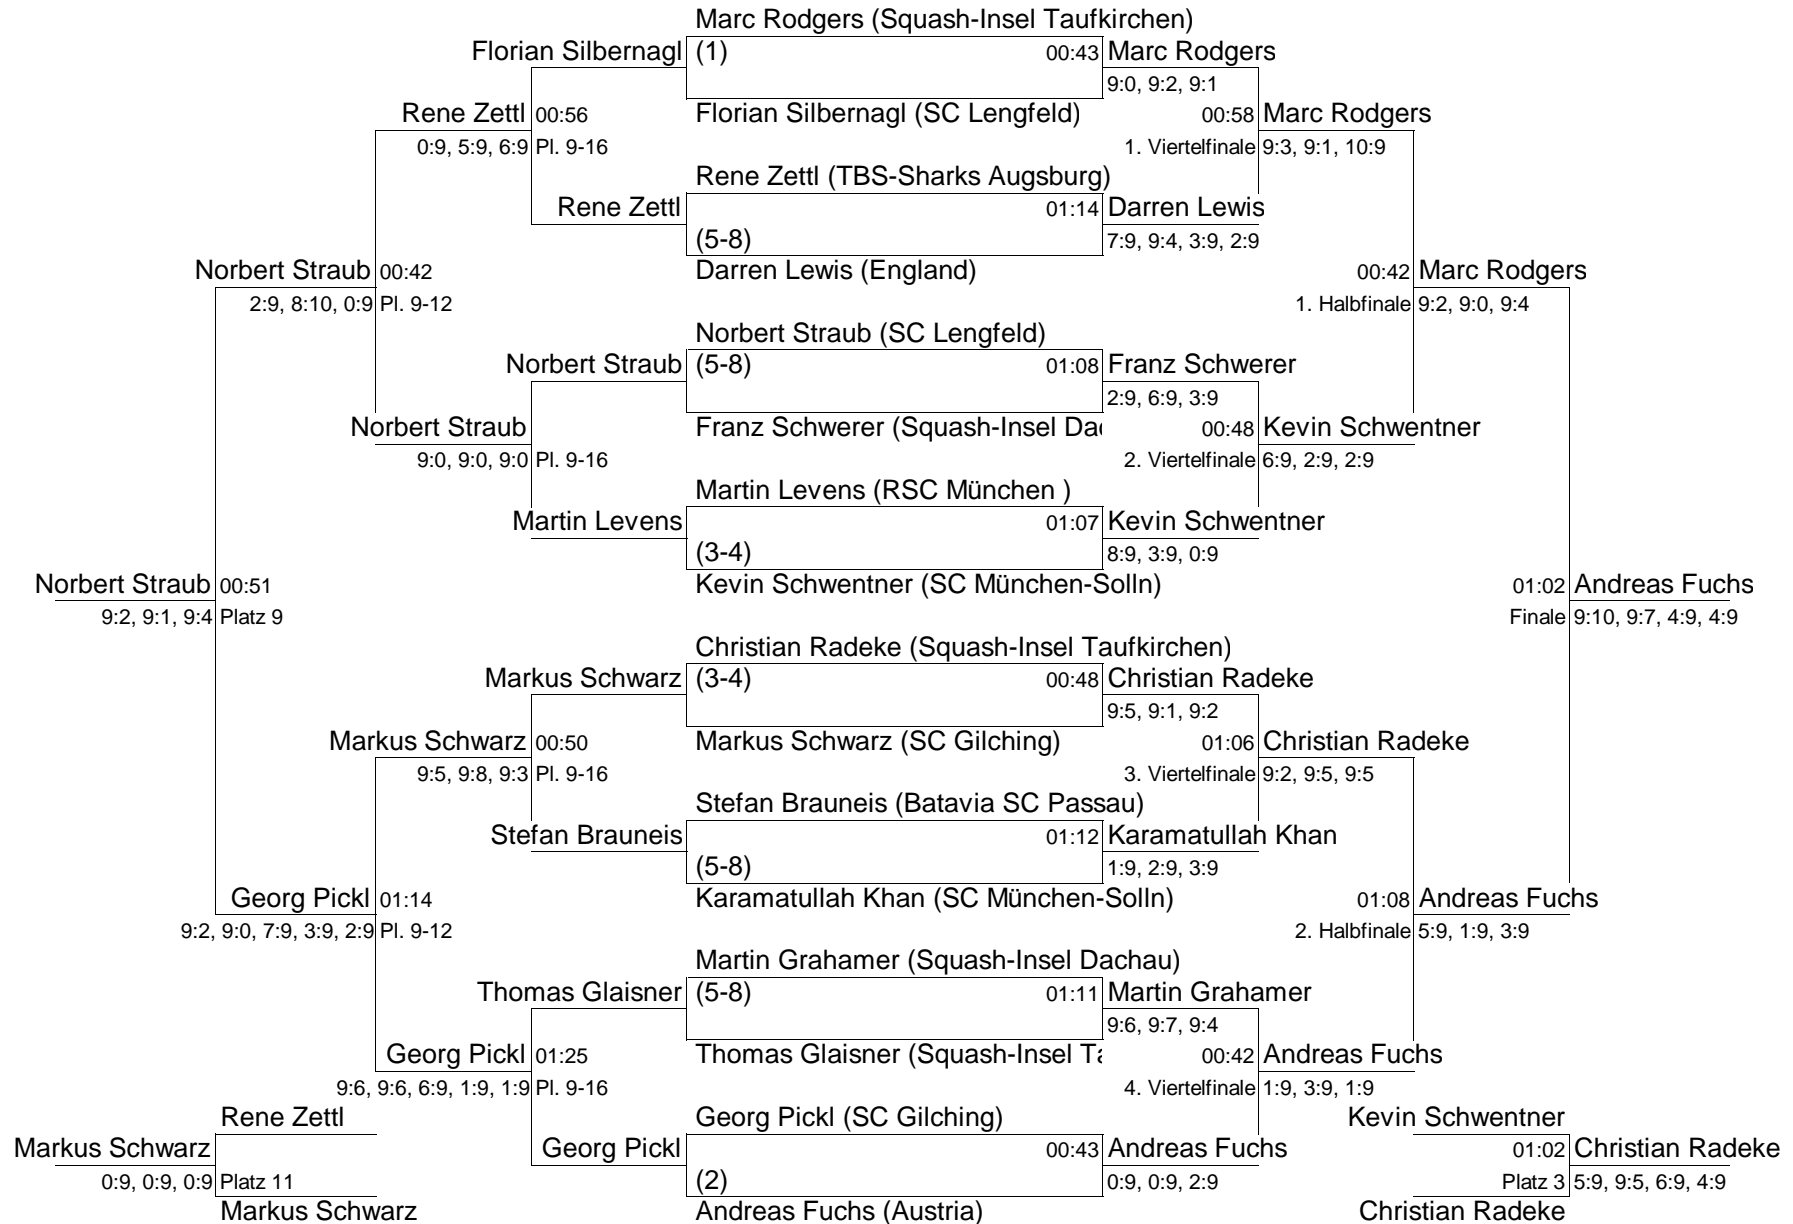 Marc Rodgers (Squash-Insel Taufkirchen)
Florian Silbernagl (1) 00:43 Marc Rodgers
9:0, 9:2, 9:1
Rene Zettl 00:56 Florian Silbernagl (SC Lengfeld) 00:58 Marc Rodgers
0:9, 5:9, 6:9 Pl. 9-16 1. Viertelfinale 9:3, 9:1, 10:9
Rene Zettl (TBS-Sharks Augsburg)
Rene Zettl 01:14 Darren Lewis
(5-8) 7:9, 9:4, 3:9, 2:9
Norbert Straub 00:42 Darren Lewis (England) 00:42 Marc Rodgers
2:9, 8:10, 0:9 Pl. 9-12 1. Halbfinale 9:2, 9:0, 9:4
Norbert Straub (SC Lengfeld)
Norbert Straub (5-8) 01:08 Franz Schwerer
2:9, 6:9, 3:9
Norbert Straub Franz Schwerer (Squash-Insel Dac 00:48 Kevin Schwentner
9:0, 9:0, 9:0 Pl. 9-16 2. Viertelfinale 6:9, 2:9, 2:9
Martin Levens (RSC München )
Martin Levens 01:07 Kevin Schwentner
(3-4) 8:9, 3:9, 0:9
Norbert Straub 00:51 Kevin Schwentner (SC München-Solln) 01:02 Andreas Fuchs
9:2, 9:1, 9:4 Platz 9 Finale 9:10, 9:7, 4:9, 4:9
Christian Radeke (Squash-Insel Taufkirchen)
Markus Schwarz (3-4) 00:48 Christian Radeke
9:5, 9:1, 9:2
Markus Schwarz 00:50 Markus Schwarz (SC Gilching) 01:06 Christian Radeke
9:5, 9:8, 9:3 Pl. 9-16 3. Viertelfinale 9:2, 9:5, 9:5
Stefan Brauneis (Batavia SC Passau)
Stefan Brauneis 01:12 Karamatullah Khan
(5-8) 1:9, 2:9, 3:9
Georg Pickl 01:14 Karamatullah Khan (SC München-Solln) 01:08 Andreas Fuchs
9:2, 9:0, 7:9, 3:9, 2:9 Pl. 9-12 2. Halbfinale 5:9, 1:9, 3:9
Martin Grahamer (Squash-Insel Dachau)
Thomas Glaisner (5-8) 01:11 Martin Grahamer
9:6, 9:7, 9:4
Georg Pickl 01:25 Thomas Glaisner (Squash-Insel Ta 00:42 Andreas Fuchs
9:6, 9:6, 6:9, 1:9, 1:9 Pl. 9-16 4. Viertelfinale 1:9, 3:9, 1:9
Rene Zettl Georg Pickl (SC Gilching) Kevin Schwentner
Markus Schwarz Georg Pickl 00:43 Andreas Fuchs 01:02 Christian Radeke
0:9, 0:9, 0:9 Platz 11 (2) 0:9, 0:9, 2:9 Platz 3 5:9, 9:5, 6:9, 4:9
Markus Schwarz Andreas Fuchs (Austria) Christian Radeke